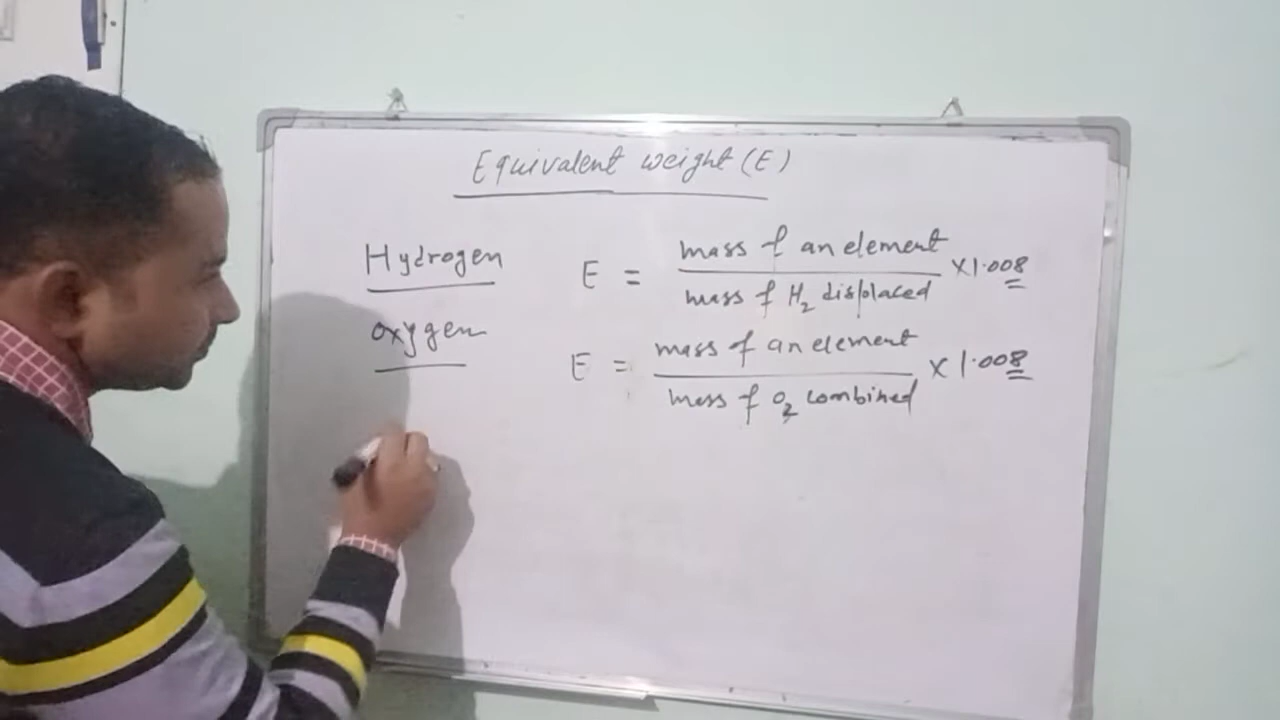 Equivalent weight (E)
Hydrogen E = mass of an element / mass of H2 displaced × 1.008
oxygen E = mass of an element / mass of O2 combined × 1.008